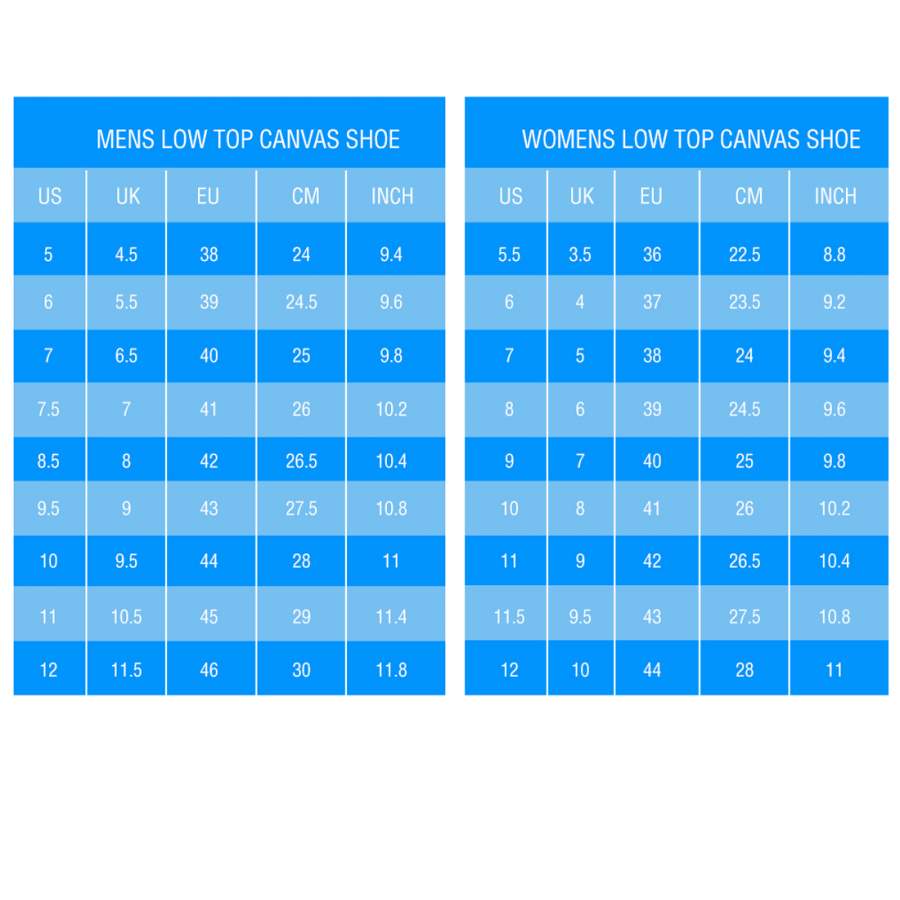 MENS LOW TOP CANVAS SHOE
US UK EU CM INCH
5 4.5 38 24 9.4
6 5.5 39 24.5 9.6
7 6.5 40 25 9.8
7.5 7 41 26 10.2
8.5 8 42 26.5 10.4
9.5 9 43 27.5 10.8
10 9.5 44 28 11
11 10.5 45 29 11.4
12 11.5 46 30 11.8
WOMENS LOW TOP CANVAS SHOE
US UK EU CM INCH
5.5 3.5 36 22.5 8.8
6 4 37 23.5 9.2
7 5 38 24 9.4
8 6 39 24.5 9.6
9 7 40 25 9.8
10 8 41 26 10.2
11 9 42 26.5 10.4
11.5 9.5 43 27.5 10.8
12 10 44 28 11